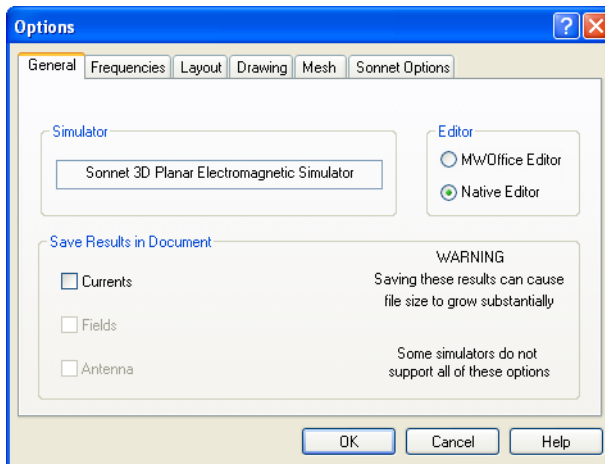 Options
General
Frequencies
Layout
Drawing
Mesh
Sonnet Options
Simulator
Sonnet 3D Planar Electromagnetic Simulator
Editor
MWOffice Editor
Native Editor
Save Results in Document
Currents
Fields
Antenna
WARNING
Saving these results can cause
file size to grow substantially
Some simulators do not
support all of these options
OK
Cancel
Help